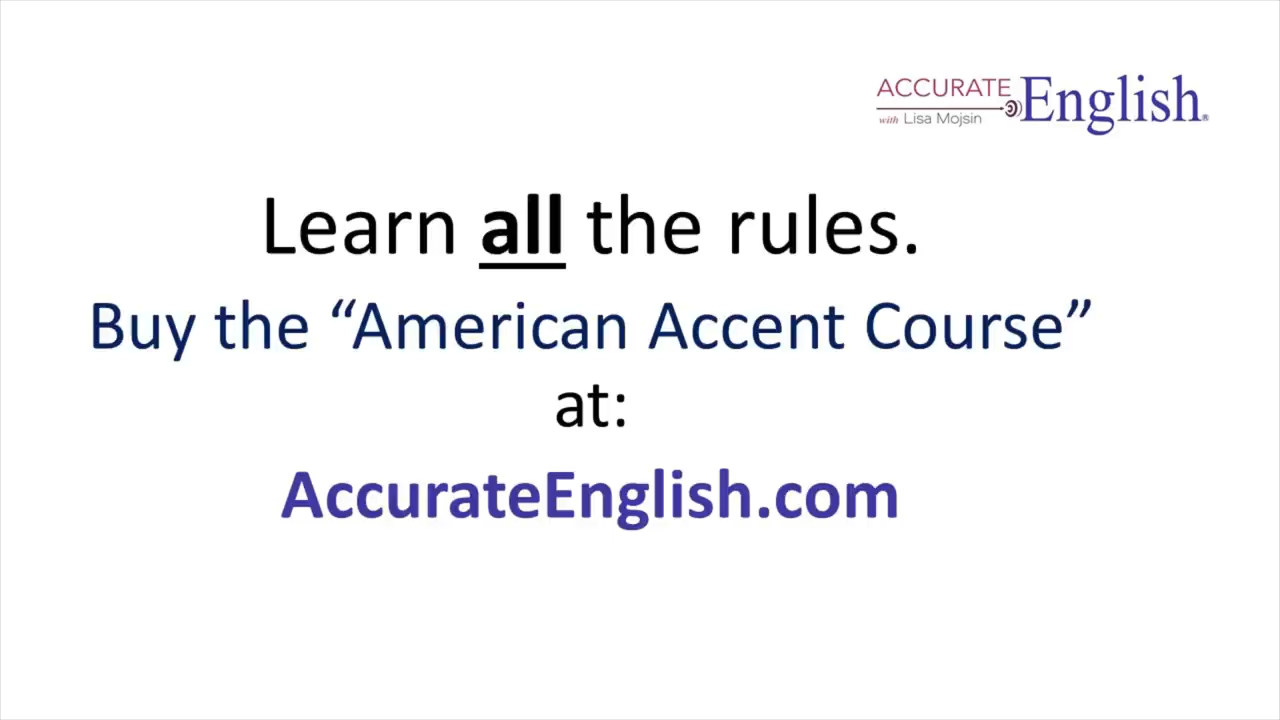 ACCURATE English®
with Lisa Mojsin
Learn all the rules.
Buy the “American Accent Course”
at:
AccurateEnglish.com